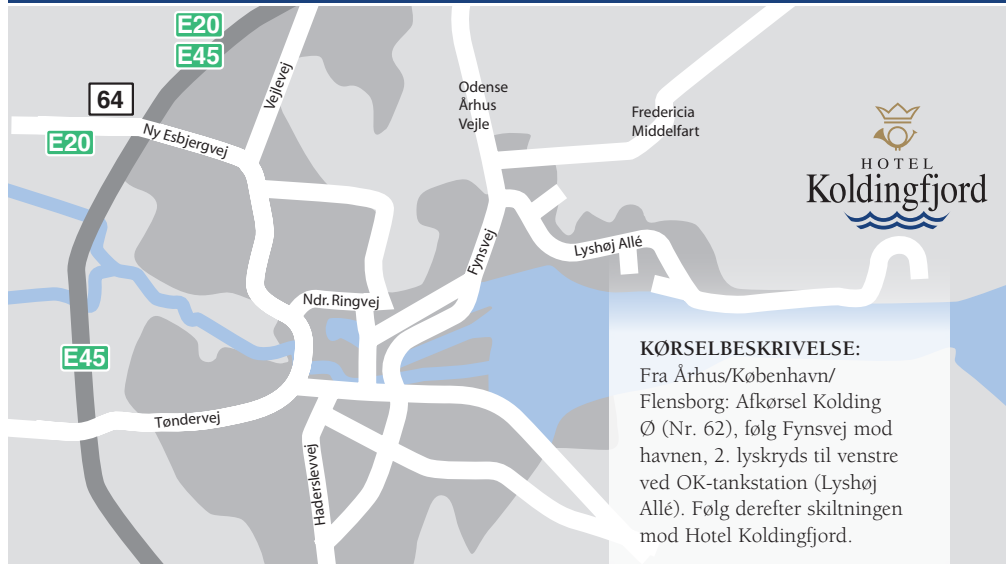 E20
E45
64
E20
Ny Esbjergvej
Vejlevej
Odense
Århus
Vejle
Fredericia
Middelfart
HOTEL
Koldingfjord
Lyshøj Allé
Fynsvej
Ndr. Ringvej
E45
Tøndervej
Haderslevvej
KØRSELBESKRIVELSE:
Fra Århus/København/
Flensborg: Afkørsel Kolding
Ø (Nr. 62), følg Fynsvej mod
havnen, 2. lyskryds til venstre
ved OK-tankstation (Lyshøj
Allé). Følg derefter skiltningen
mod Hotel Koldingfjord.